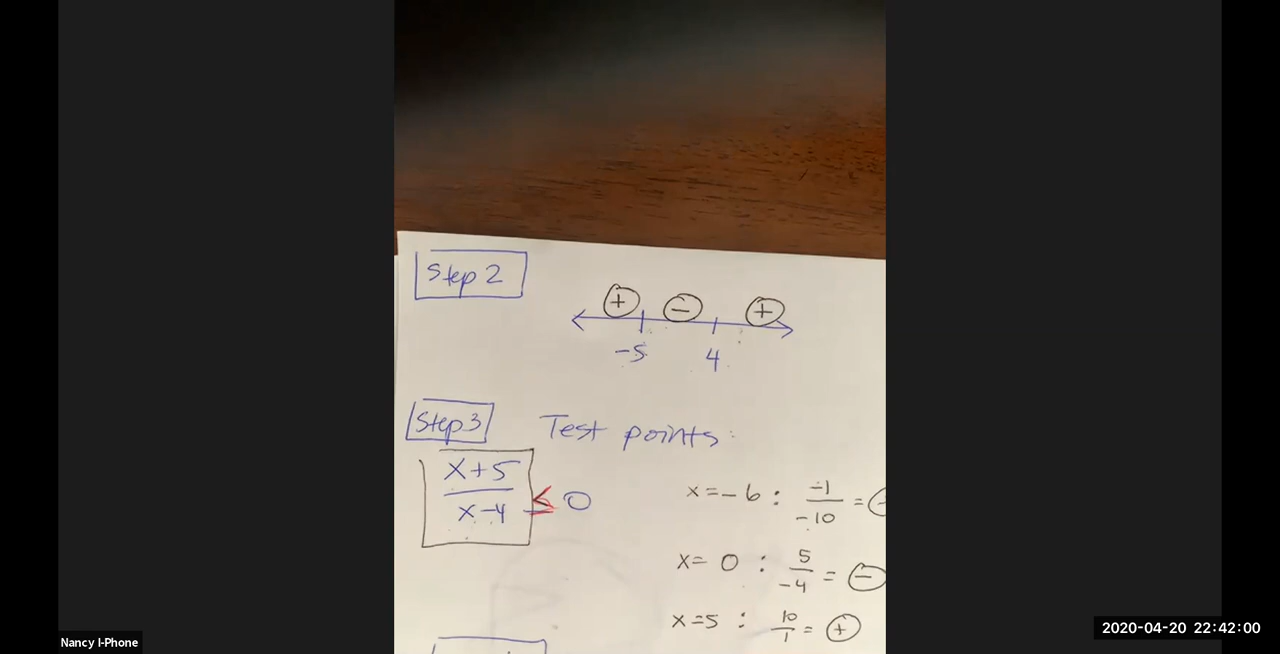 Step 2
+ − +
-5 4
Step 3 Test points:
x+5
x-4
≤ 0
x=-6 : -1/-10 =
x= 0 : 5/-4 = −
x=5 : 10/1 = +
Nancy I-Phone
2020-04-20 22:42:00